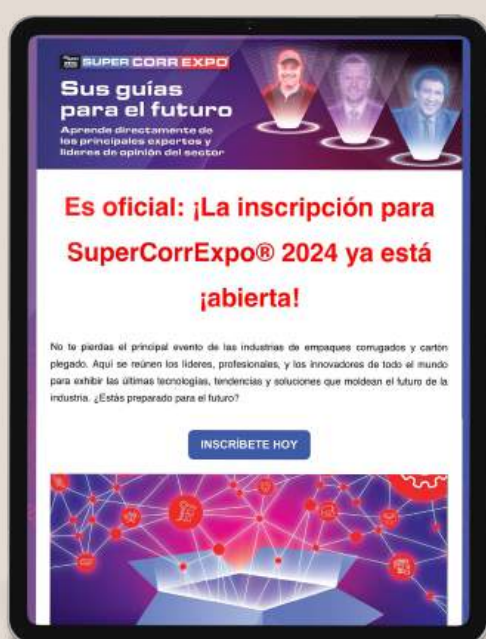 SUPER CORR EXPO
Sus guías
para el futuro
Aprende directamente de
los principales expertos y
líderes de opinión del sector
Es oficial: ¡La inscripción para
SuperCorrExpo® 2024 ya está
¡abierta!
No te pierdas el principal evento de las industrias de empaques corrugados y cartón
plegado. Aquí se reúnen los líderes, profesionales, y los innovadores de todo el mundo
para exhibir las últimas tecnologías, tendencias y soluciones que moldean el futuro de la
industria. ¿Estás preparado para el futuro?
INSCRÍBETE HOY